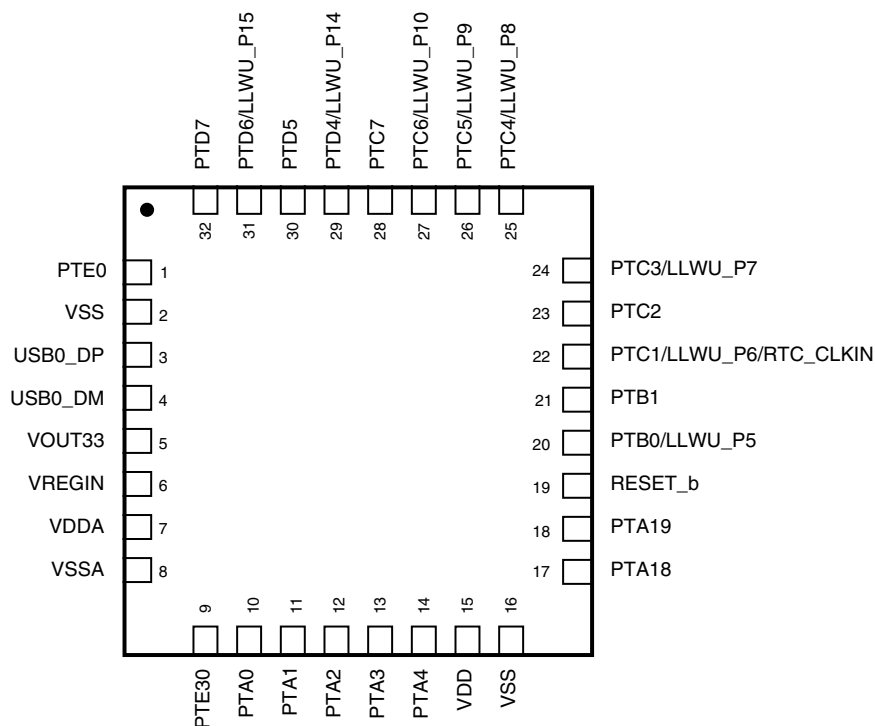 PTD7
PTD6/LLWU_P15
PTD5
PTD4/LLWU_P14
PTC7
PTC6/LLWU_P10
PTC5/LLWU_P9
PTC4/LLWU_P8
32
31
30
29
28
27
26
25
PTE0 1
VSS 2
USB0_DP 3
USB0_DM 4
VOUT33 5
VREGIN 6
VDDA 7
VSSA 8
24 PTC3/LLWU_P7
23 PTC2
22 PTC1/LLWU_P6/RTC_CLKIN
21 PTB1
20 PTB0/LLWU_P5
19 RESET_b
18 PTA19
17 PTA18
9
10
11
12
13
14
15
16
PTE30
PTA0
PTA1
PTA2
PTA3
PTA4
VDD
VSS